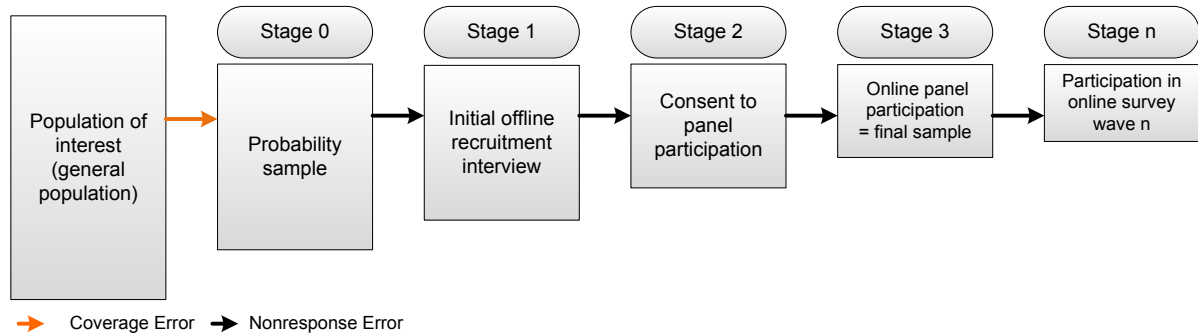 Population of
interest
(general
population)
Stage 0
Probability
sample
Stage 1
Initial offline
recruitment
interview
Stage 2
Consent to
panel
participation
Stage 3
Online panel
participation
= final sample
Stage n
Participation in
online survey
wave n
Coverage Error
Nonresponse Error